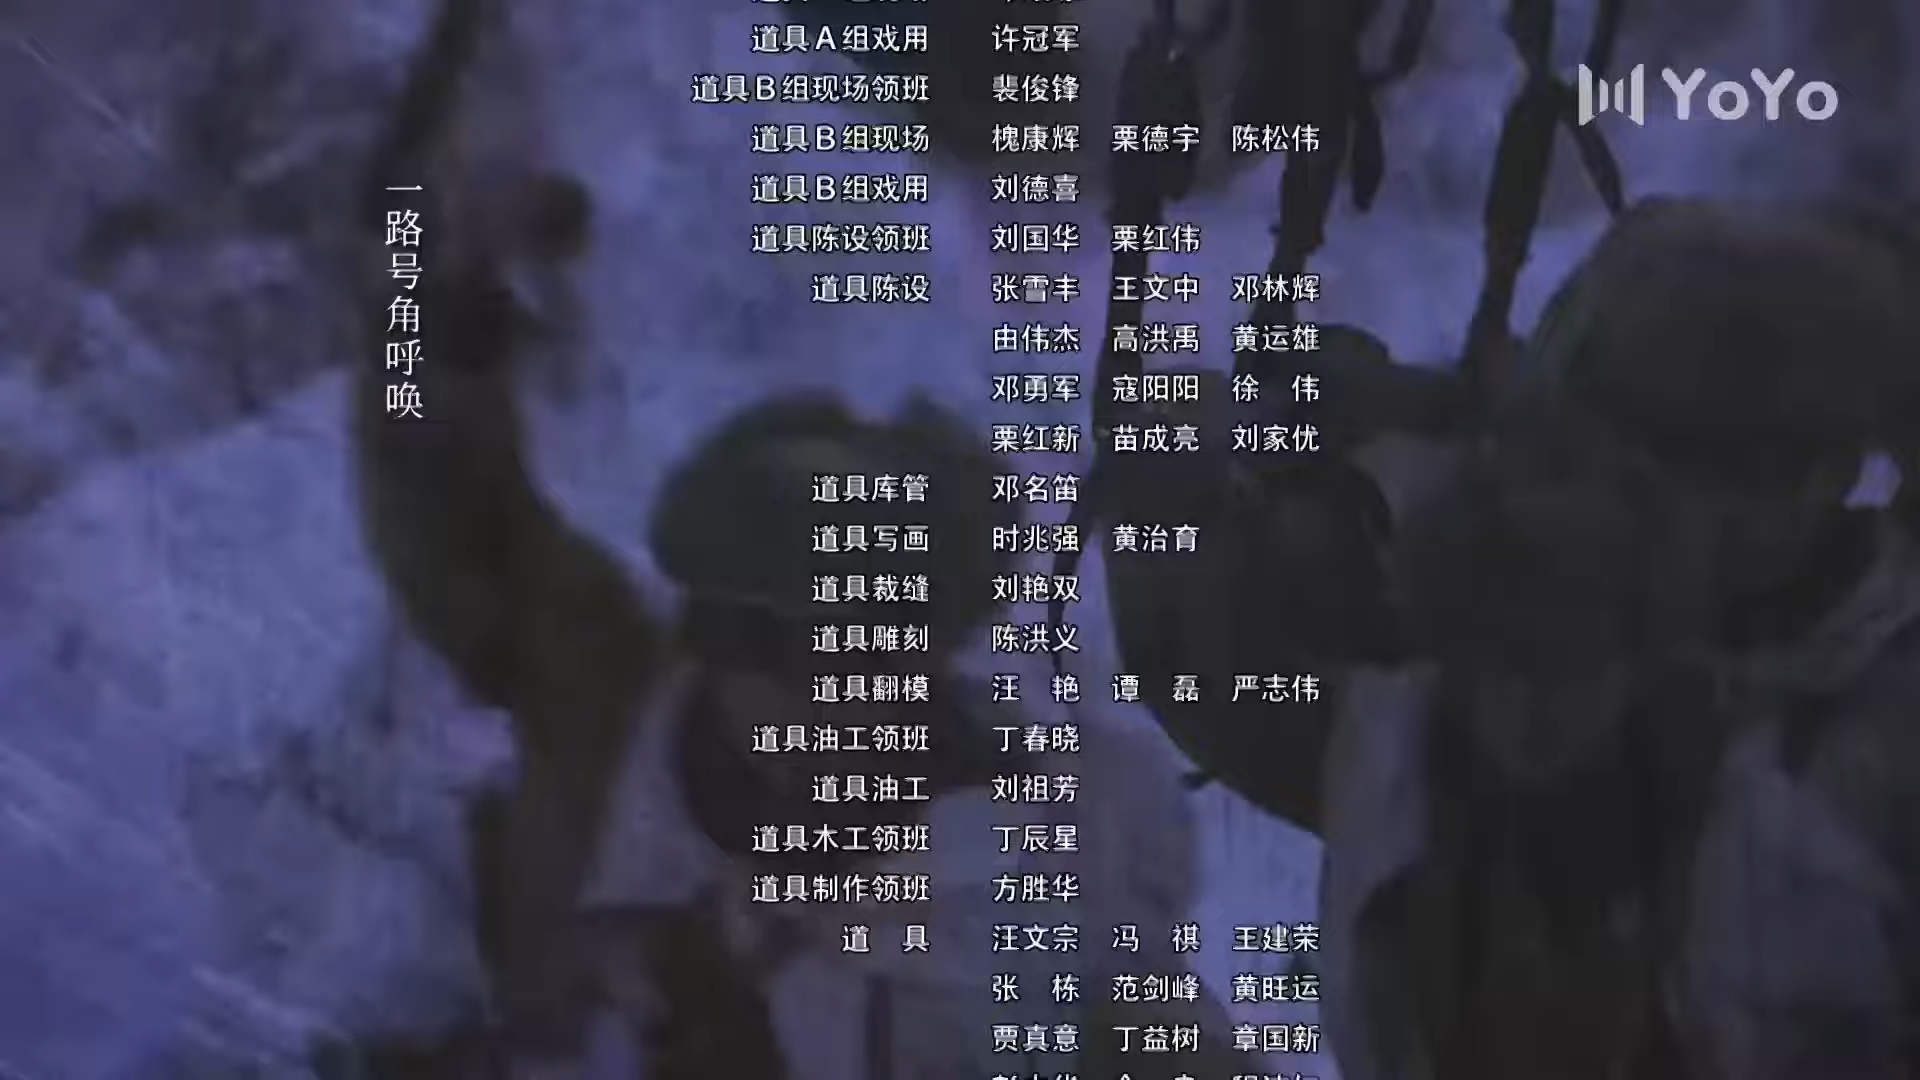 道具A组戏用 许冠军
道具B组现场领班 裴俊锋
道具B组现场 槐康辉 栗德宇 陈松伟
道具B组戏用 刘德喜
道具陈设领班 刘国华 栗红伟
道具陈设 张雪丰 王文中 邓林辉
由伟杰 高洪禹 黄运雄
邓勇军 寇阳阳 徐 伟
栗红新 苗成亮 刘家优
道具库管 邓名笛
道具写画 时兆强 黄治育
道具裁缝 刘艳双
道具雕刻 陈洪义
道具翻模 汪 艳 谭 磊 严志伟
道具油工领班 丁春晓
道具油工 刘祖芳
道具木工领班 丁辰星
道具制作领班 方胜华
道 具 汪文宗 冯 祺 王建荣
张 栋 范剑峰 黄旺运
贾真意 丁益树 章国新
一路号角呼唤
YoYo